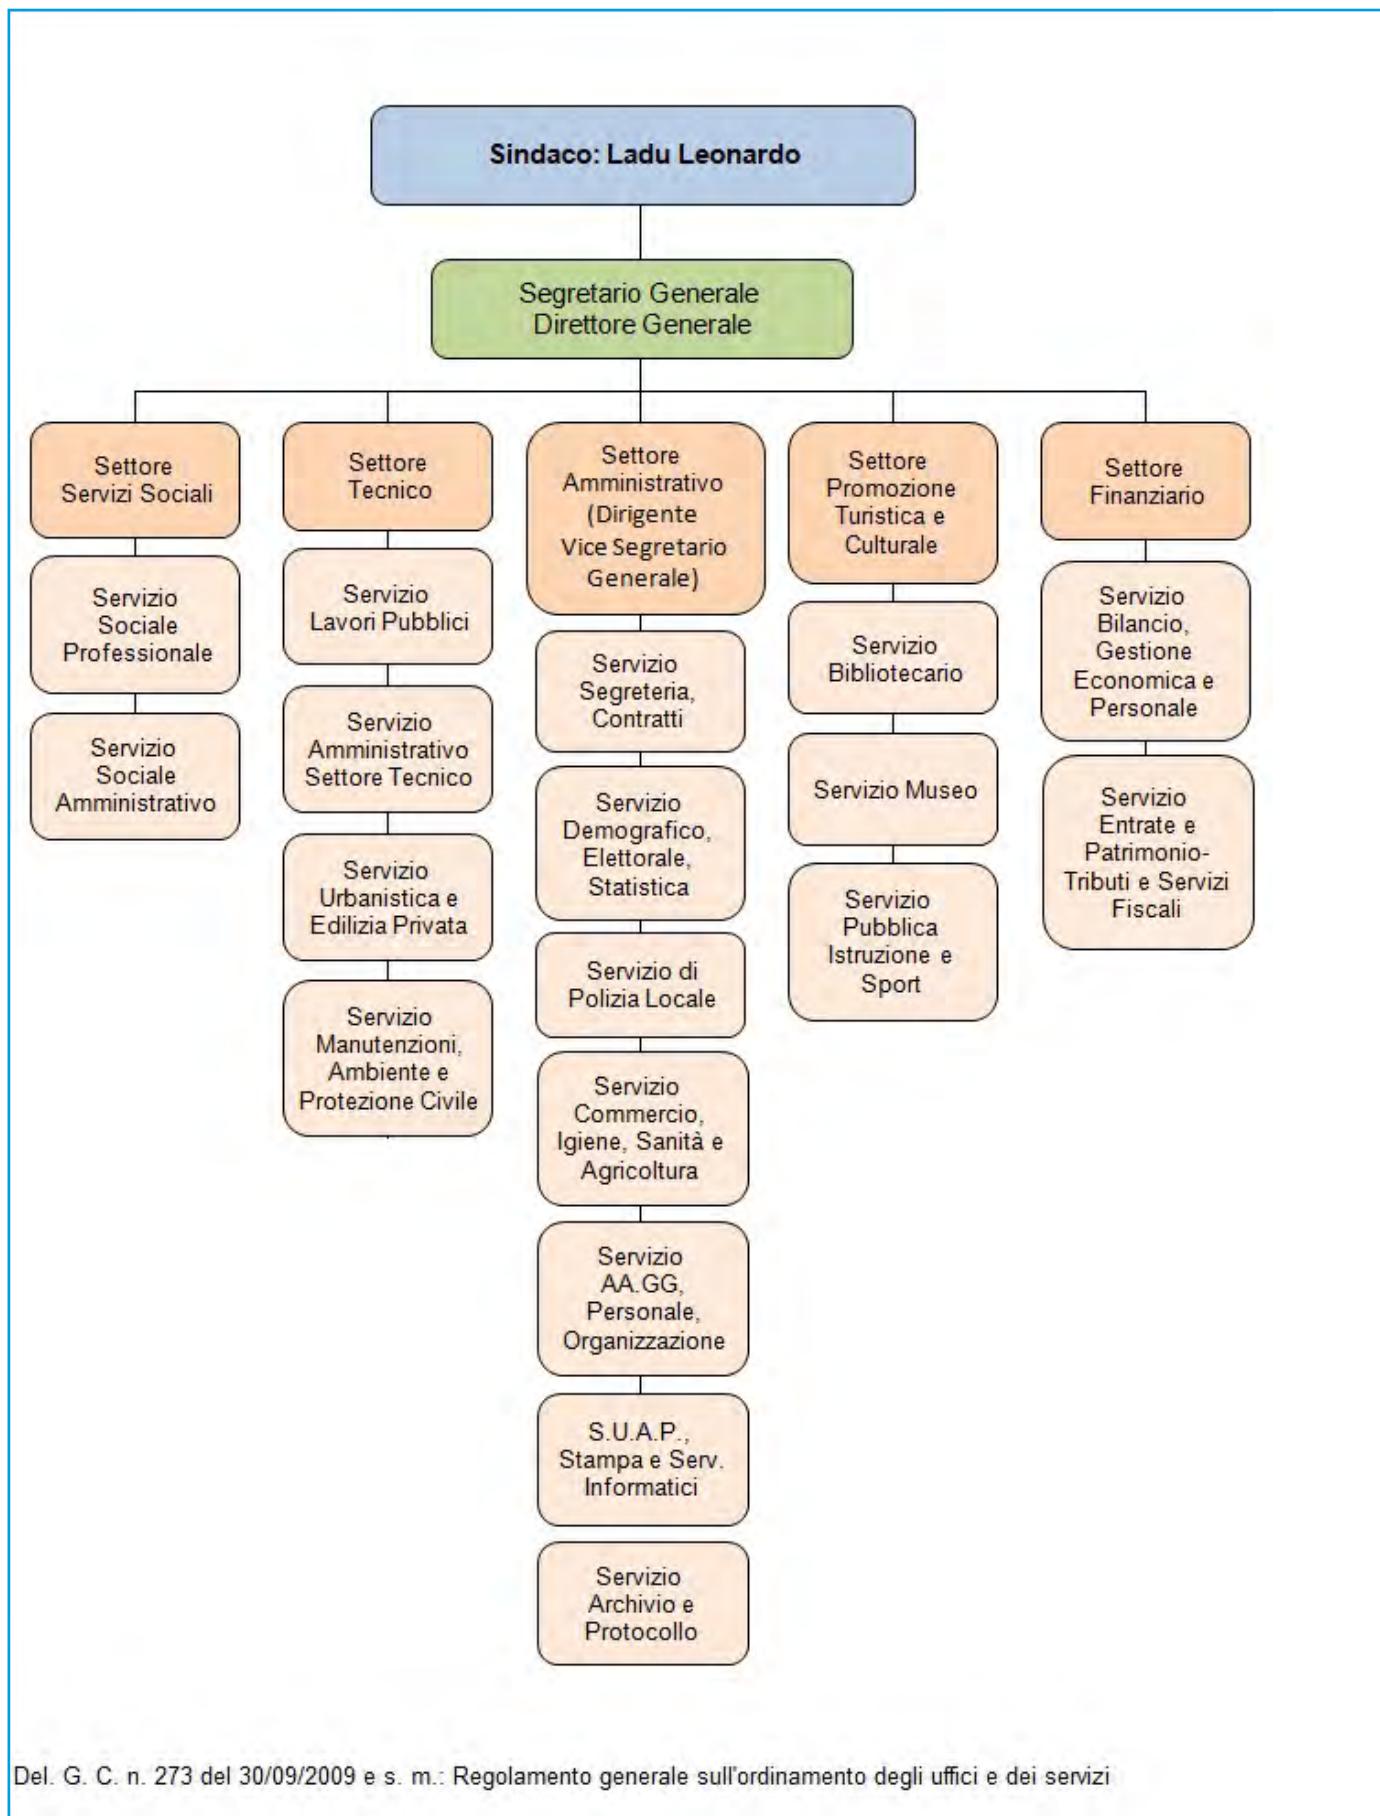 Sindaco: Ladu Leonardo
Segretario Generale
Direttore Generale
Settore
Servizi Sociali
Servizio
Sociale
Professionale
Servizio
Sociale
Amministrativo
Settore
Tecnico
Servizio
Lavori Pubblici
Servizio
Amministrativo
Settore Tecnico
Servizio
Urbanistica e
Edilizia Privata
Servizio
Manutenzioni,
Ambiente e
Protezione Civile
Settore
Amministrativo
(Dirigente
Vice Segretario
Generale)
Servizio
Segreteria,
Contratti
Servizio
Demografico,
Elettorale,
Statistica
Servizio di
Polizia Locale
Servizio
Commercio,
Igiene, Sanità e
Agricoltura
Servizio
AA.GG,
Personale,
Organizzazione
S.U.A.P.,
Stampa e Serv.
Informatici
Servizio
Archivio e
Protocollo
Settore
Promozione
Turistica e
Culturale
Servizio
Bibliotecario
Servizio Museo
Servizio
Pubblica
Istruzione e
Sport
Settore
Finanziario
Servizio
Bilancio,
Gestione
Economica e
Personale
Servizio
Entrate e
Patrimonio-
Tributi e Servizi
Fiscali
Del. G. C. n. 273 del 30/09/2009 e s. m.: Regolamento generale sull'ordinamento degli uffici e dei servizi